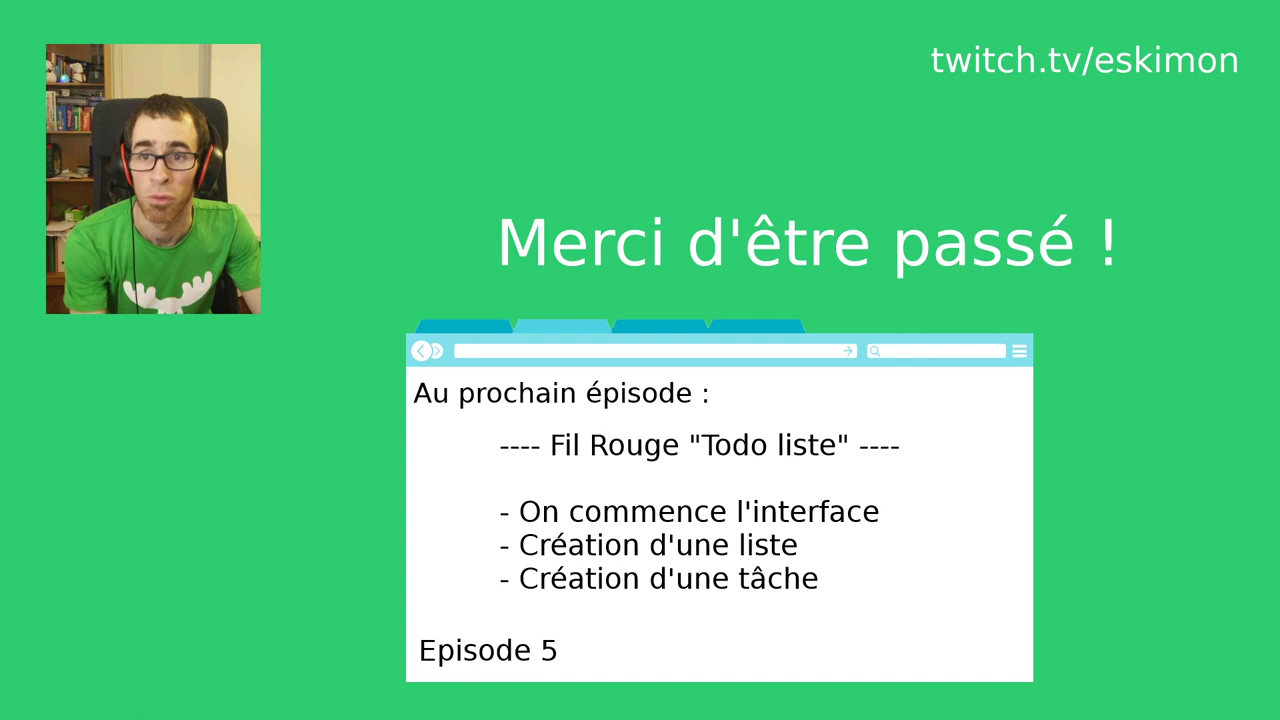 twitch.tv/eskimon
Merci d'être passé !
Au prochain épisode :
---- Fil Rouge "Todo liste" ----
- On commence l'interface
- Création d'une liste
- Création d'une tâche
Episode 5